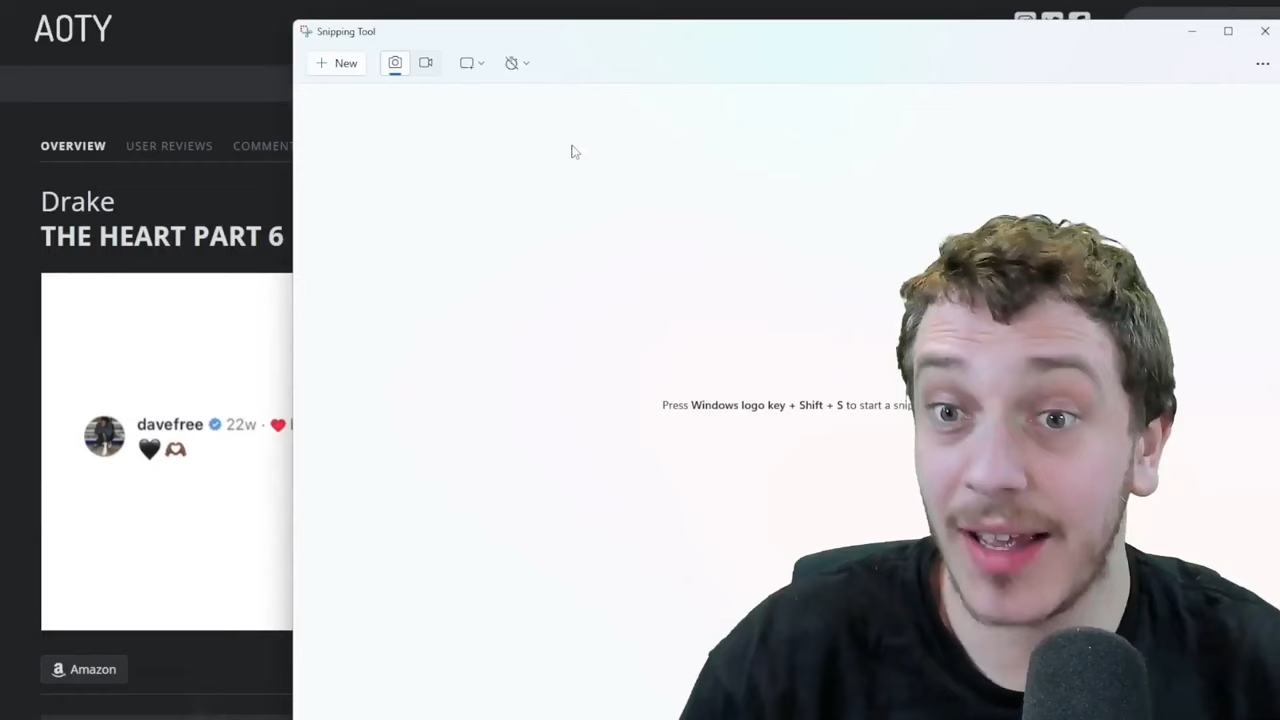 AOTY
Snipping Tool
New
OVERVIEW USER REVIEWS COMMENT
Drake
THE HEART PART 6
davefree 22w ·
Press Windows logo key + Shift + S to start a snip
Amazon